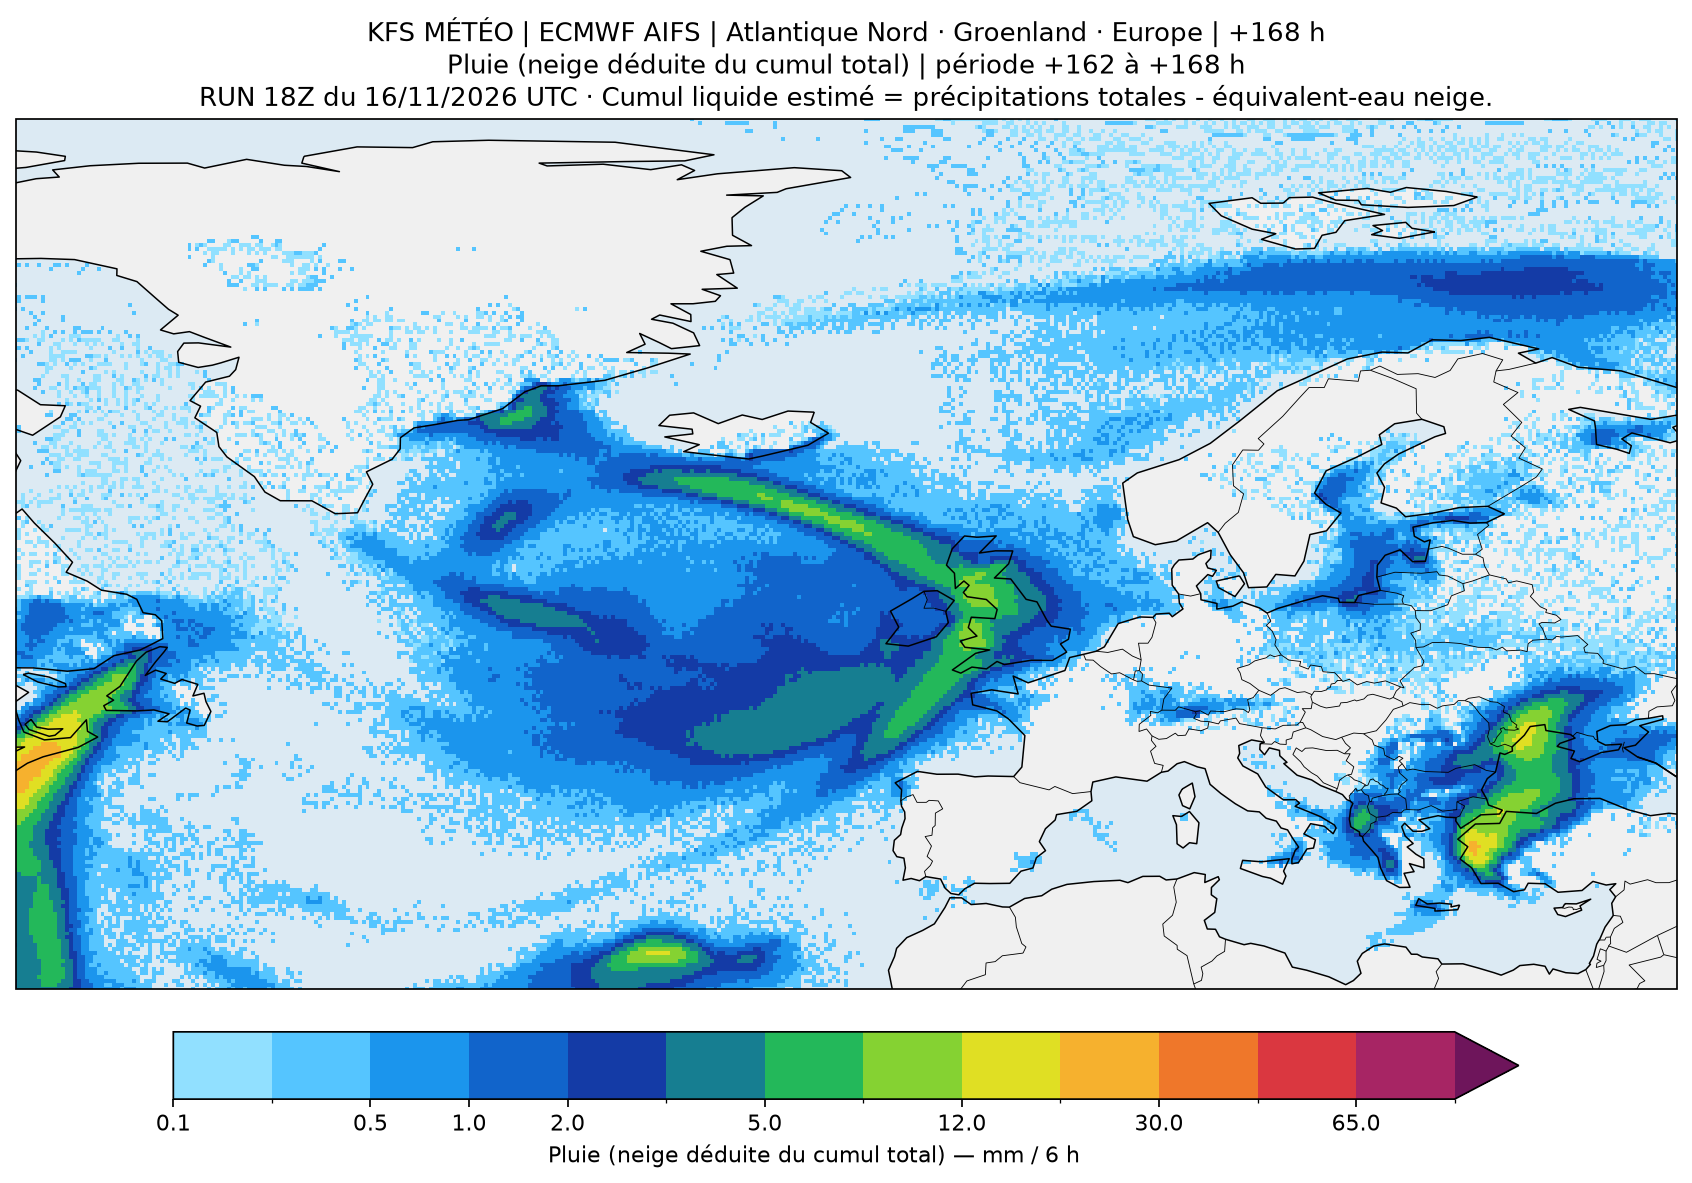 KFS MÉTÉO | ECMWF AIFS | Atlantique Nord · Groenland · Europe | +168 h
Pluie (neige déduite du cumul total) | période +162 à +168 h
RUN 18Z du 16/11/2026 UTC · Cumul liquide estimé = précipitations totales - équivalent-eau neige.
0.1 0.5 1.0 2.0 5.0 12.0 30.0 65.0
Pluie (neige déduite du cumul total) — mm / 6 h